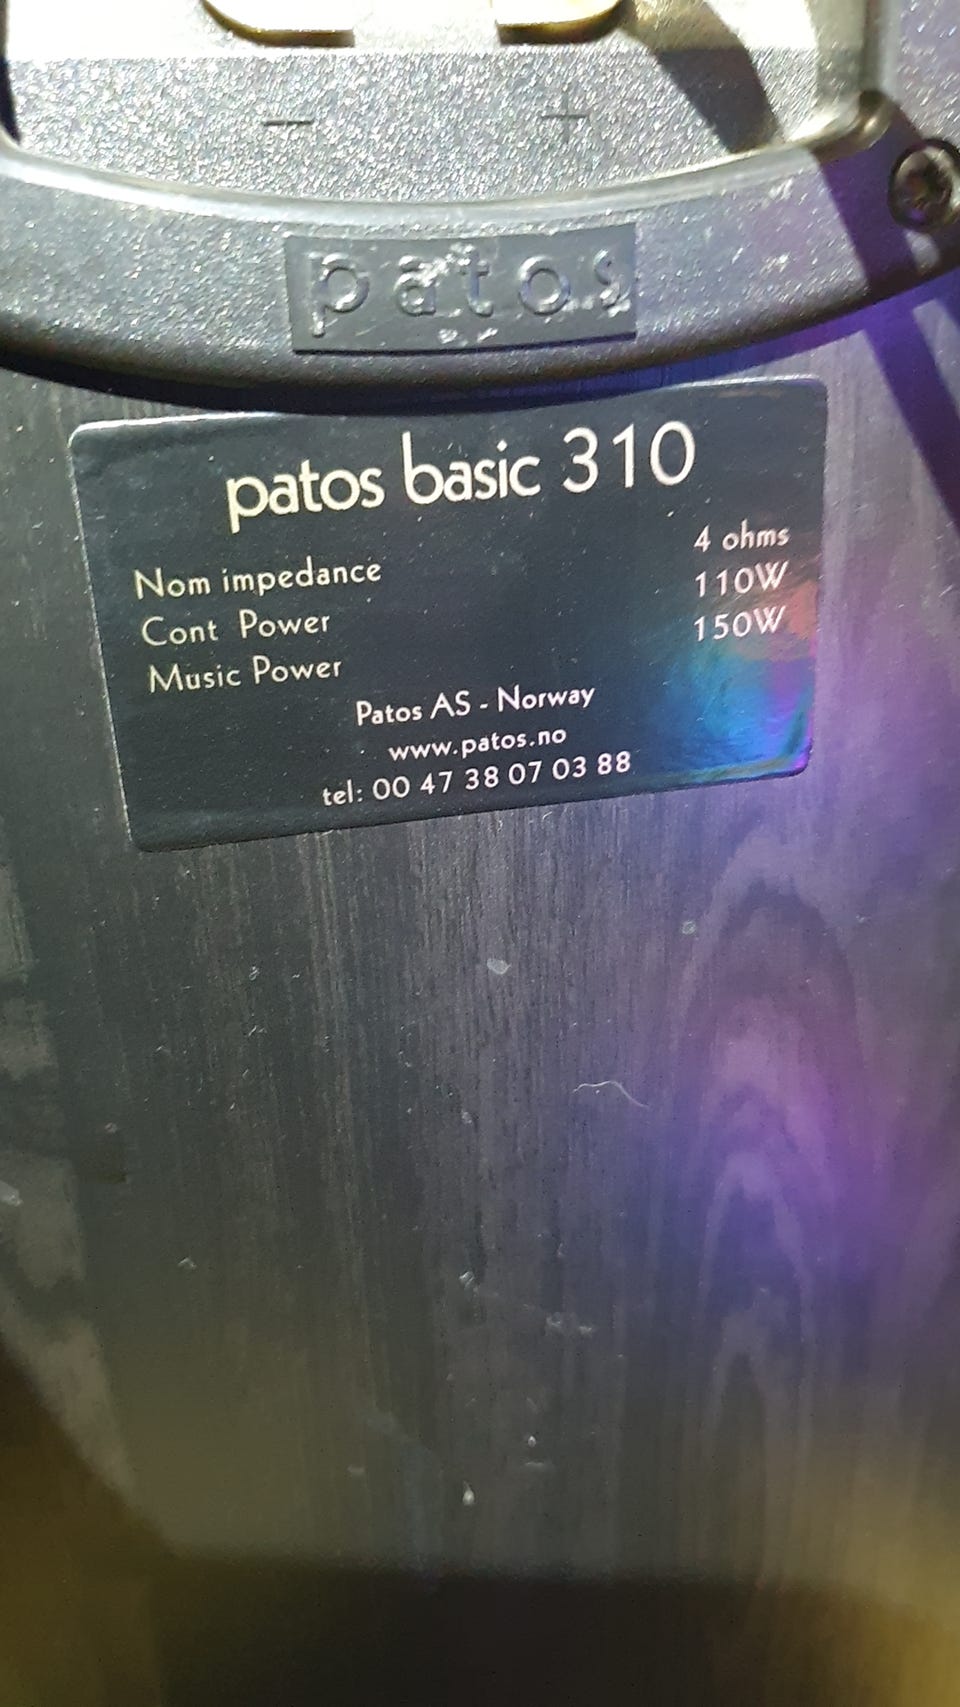 - +
patos
patos basic 310
Nom impedance 4 ohms
Cont Power 110W
Music Power 150W
Patos AS - Norway
www.patos.no
tel: 00 47 38 07 03 88